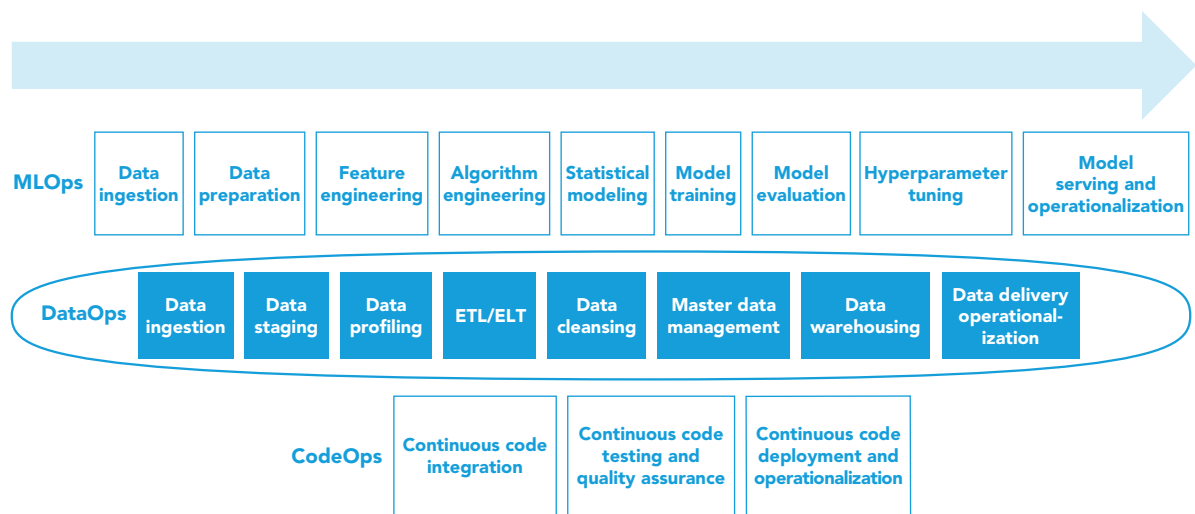 MLOps
Data
ingestion
Data
preparation
Feature
engineering
Algorithm
engineering
Statistical
modeling
Model
training
Model
evaluation
Hyperparameter
tuning
Model
serving and
operationalization
DataOps
Data
ingestion
Data
staging
Data
profiling
ETL/ELT
Data
cleansing
Master data
management
Data
warehousing
Data delivery
operational-
ization
CodeOps
Continuous code
integration
Continuous code
testing and
quality assurance
Continuous code
deployment and
operationalization